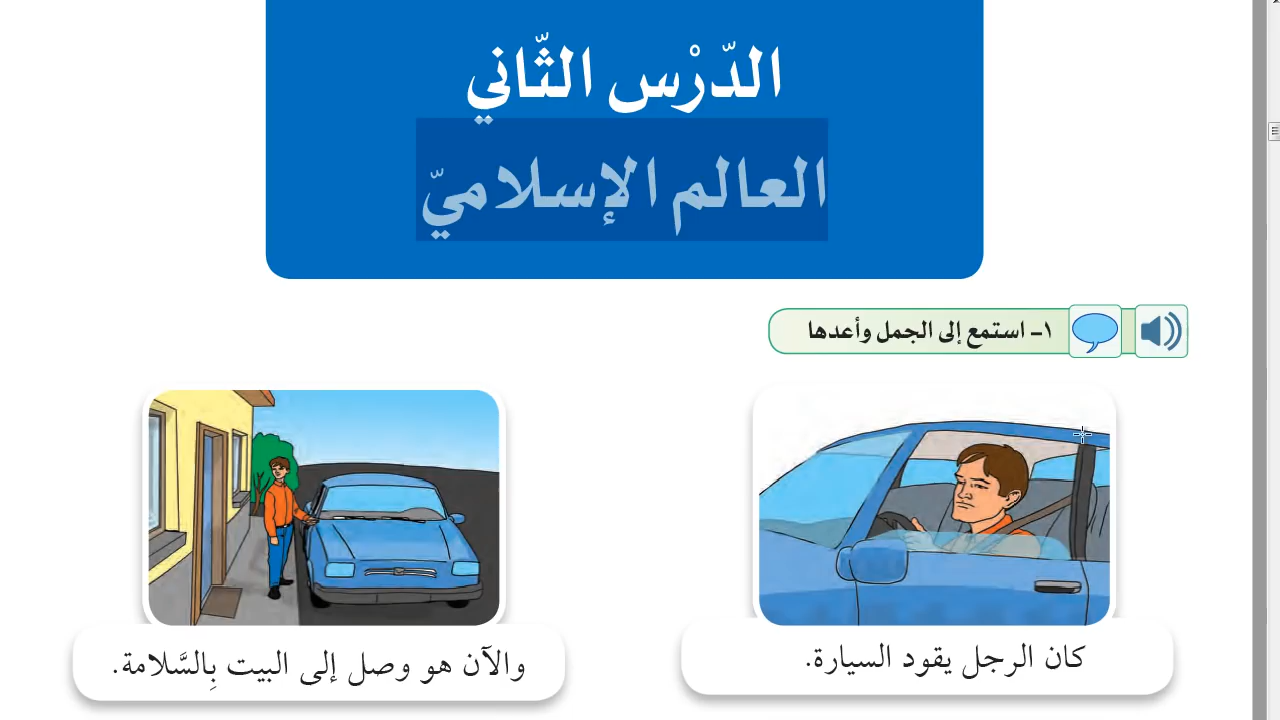 الدّرْس الثّاني
العالم الإسلاميّ
١- استمع إلى الجمل وأعدها
كان الرجل يقود السيارة.
والآن هو وصل إلى البيت بِالسَّلامة.